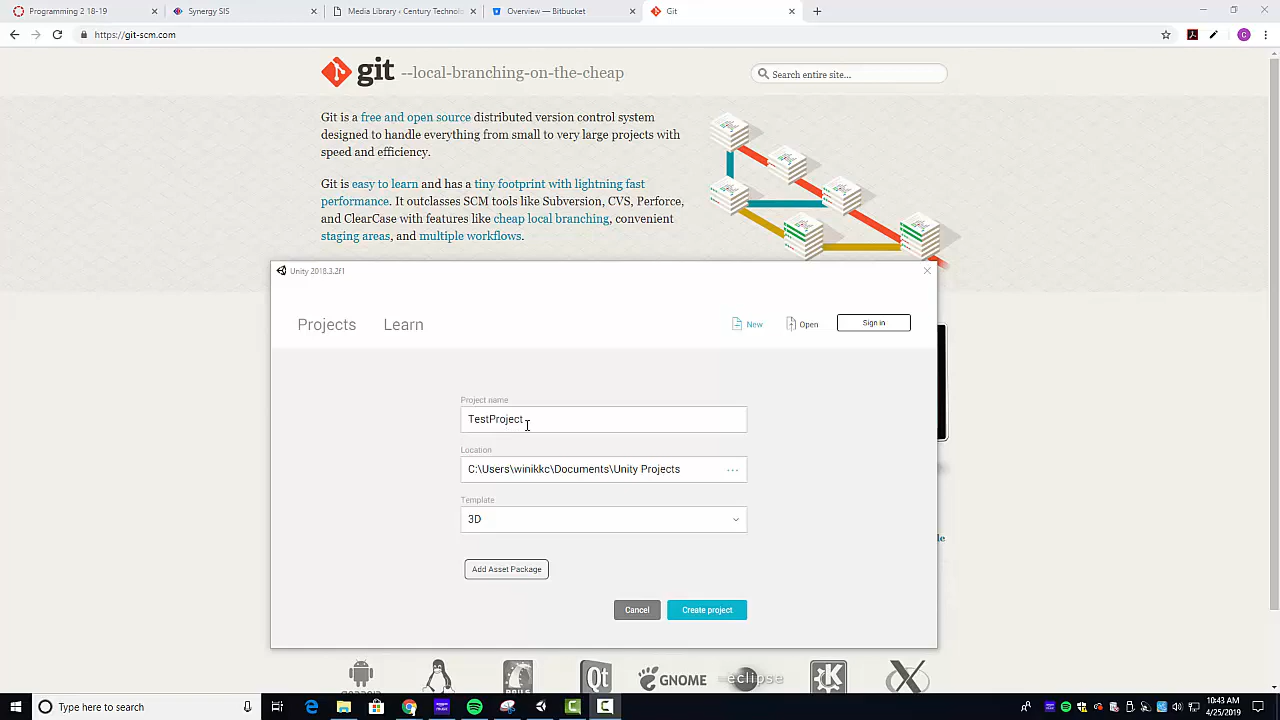 Programming 2 18-19
Synergy SIS
Media Library ‹ Century Technolo
Overview — Bitbucket
Git
https://git-scm.com
git --local-branching-on-the-cheap
Search entire site...
Git is a free and open source distributed version control system
designed to handle everything from small to very large projects with
speed and efficiency.
Git is easy to learn and has a tiny footprint with lightning fast
performance. It outclasses SCM tools like Subversion, CVS, Perforce,
and ClearCase with features like cheap local branching, convenient
staging areas, and multiple workflows.
Unity 2018.3.2f1
Projects
Learn
New
Open
Sign in
Project name
TestProject
Location
C:\Users\winikkc\Documents\Unity Projects
...
Template
3D
Add Asset Package
Cancel
Create project
Qt
GNOME
eclipse
Type here to search
10:43 AM
4/25/2019